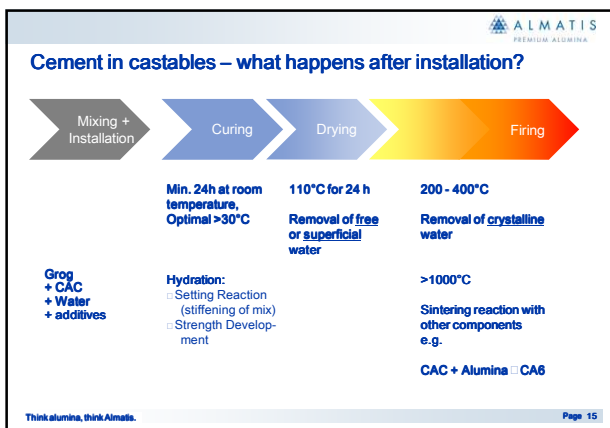 ALMATIS
PREMIUM ALUMINA
Cement in castables – what happens after installation?
Mixing +
Installation
Curing
Drying
Firing
Min. 24h at room
temperature,
Optimal >30°C
110°C for 24 h
Removal of free
or superficial
water
200 - 400°C
Removal of crystalline
water
Grog
+ CAC
+ Water
+ additives
Hydration:
□ Setting Reaction
(stiffening of mix)
□ Strength Develop-
ment
>1000°C
Sintering reaction with
other components
e.g.
CAC + Alumina □ CA6
Think alumina, think Almatis.
Page 15